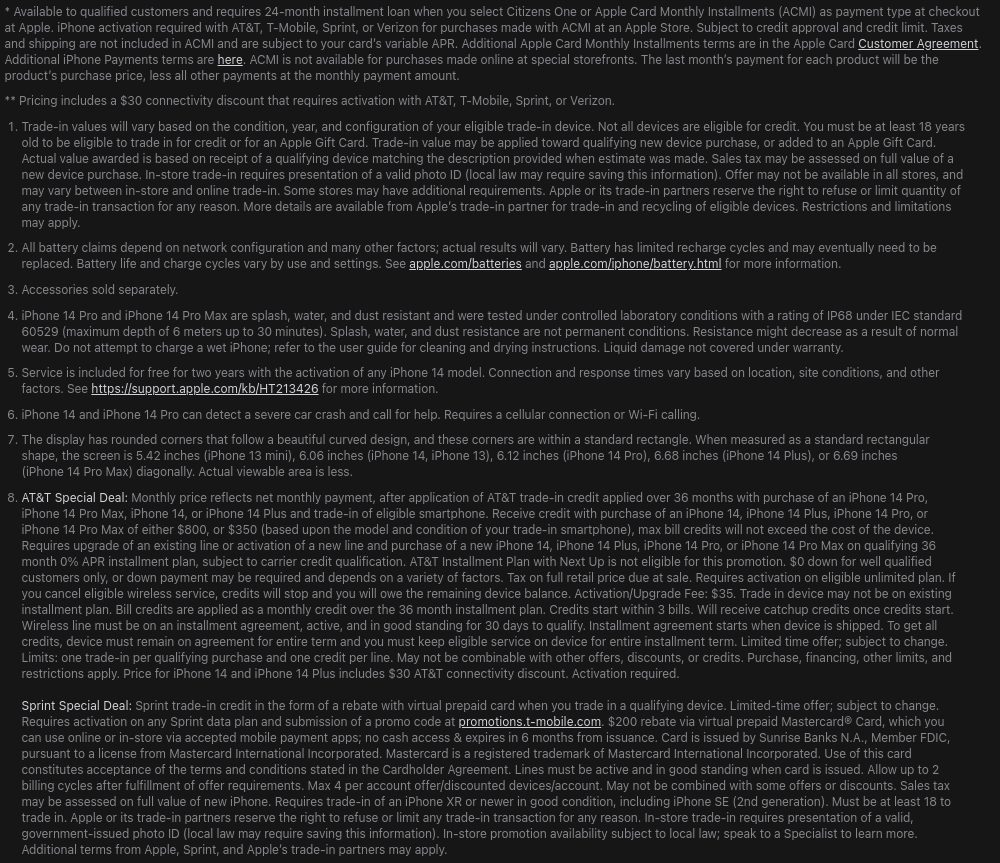 * Available to qualified customers and requires 24-month installment loan when you select Citizens One or Apple Card Monthly Installments (ACMI) as payment type at checkout
at Apple. iPhone activation required with AT&T, T-Mobile, Sprint, or Verizon for purchases made with ACMI at an Apple Store. Subject to credit approval and credit limit. Taxes
and shipping are not included in ACMI and are subject to your card's variable APR. Additional Apple Card Monthly Installments terms are in the Apple Card Customer Agreement.
Additional iPhone Payments terms are here. ACMI is not available for purchases made online at special storefronts. The last month's payment for each product will be the
product's purchase price, less all other payments at the monthly payment amount.
** Pricing includes a $30 connectivity discount that requires activation with AT&T, T-Mobile, Sprint, or Verizon.
1. Trade-in values will vary based on the condition, year, and configuration of your eligible trade-in device. Not all devices are eligible for credit. You must be at least 18 years
old to be eligible to trade in for credit or for an Apple Gift Card. Trade-in value may be applied toward qualifying new device purchase, or added to an Apple Gift Card.
Actual value awarded is based on receipt of a qualifying device matching the description provided when estimate was made. Sales tax may be assessed on full value of a
new device purchase. In-store trade-in requires presentation of a valid photo ID (local law may require saving this information). Offer may not be available in all stores, and
may vary between in-store and online trade-in. Some stores may have additional requirements. Apple or its trade-in partners reserve the right to refuse or limit quantity of
any trade-in transaction for any reason. More details are available from Apple's trade-in partner for trade-in and recycling of eligible devices. Restrictions and limitations
may apply.
2. All battery claims depend on network configuration and many other factors; actual results will vary. Battery has limited recharge cycles and may eventually need to be
replaced. Battery life and charge cycles vary by use and settings. See apple.com/batteries and apple.com/iphone/battery.html for more information.
3. Accessories sold separately.
4. iPhone 14 Pro and iPhone 14 Pro Max are splash, water, and dust resistant and were tested under controlled laboratory conditions with a rating of IP68 under IEC standard
60529 (maximum depth of 6 meters up to 30 minutes). Splash, water, and dust resistance are not permanent conditions. Resistance might decrease as a result of normal
wear. Do not attempt to charge a wet iPhone; refer to the user guide for cleaning and drying instructions. Liquid damage not covered under warranty.
5. Service is included for free for two years with the activation of any iPhone 14 model. Connection and response times vary based on location, site conditions, and other
factors. See https://support.apple.com/kb/HT213426 for more information.
6. iPhone 14 and iPhone 14 Pro can detect a severe car crash and call for help. Requires a cellular connection or Wi-Fi calling.
7. The display has rounded corners that follow a beautiful curved design, and these corners are within a standard rectangle. When measured as a standard rectangular
shape, the screen is 5.42 inches (iPhone 13 mini), 6.06 inches (iPhone 14, iPhone 13), 6.12 inches (iPhone 14 Pro), 6.68 inches (iPhone 14 Plus), or 6.69 inches
(iPhone 14 Pro Max) diagonally. Actual viewable area is less.
8. AT&T Special Deal: Monthly price reflects net monthly payment, after application of AT&T trade-in credit applied over 36 months with purchase of an iPhone 14 Pro,
iPhone 14 Pro Max, iPhone 14, or iPhone 14 Plus and trade-in of eligible smartphone. Receive credit with purchase of an iPhone 14, iPhone 14 Plus, iPhone 14 Pro, or
iPhone 14 Pro Max of either $800, or $350 (based upon the model and condition of your trade-in smartphone), max bill credits will not exceed the cost of the device.
Requires upgrade of an existing line or activation of a new line and purchase of a new iPhone 14, iPhone 14 Plus, iPhone 14 Pro, or iPhone 14 Pro Max on qualifying 36
month 0% APR installment plan, subject to carrier credit qualification. AT&T Installment Plan with Next Up is not eligible for this promotion. $0 down for well qualified
customers only, or down payment may be required and depends on a variety of factors. Tax on full retail price due at sale. Requires activation on eligible unlimited plan. If
you cancel eligible wireless service, credits will stop and you will owe the remaining device balance. Activation/Upgrade Fee: $35. Trade in device may not be on existing
installment plan. Bill credits are applied as a monthly credit over the 36 month installment plan. Credits start within 3 bills. Will receive catchup credits once credits start.
Wireless line must be on an installment agreement, active, and in good standing for 30 days to qualify. Installment agreement starts when device is shipped. To get all
credits, device must remain on agreement for entire term and you must keep eligible service on device for entire installment term. Limited time offer; subject to change.
Limits: one trade-in per qualifying purchase and one credit per line. May not be combinable with other offers, discounts, or credits. Purchase, financing, other limits, and
restrictions apply. Price for iPhone 14 and iPhone 14 Plus includes $30 AT&T connectivity discount. Activation required.
Sprint Special Deal: Sprint trade-in credit in the form of a rebate with virtual prepaid card when you trade in a qualifying device. Limited-time offer; subject to change.
Requires activation on any Sprint data plan and submission of a promo code at promotions.t-mobile.com. $200 rebate via virtual prepaid Mastercard® Card, which you
can use online or in-store via accepted mobile payment apps; no cash access & expires in 6 months from issuance. Card is issued by Sunrise Banks N.A., Member FDIC,
pursuant to a license from Mastercard International Incorporated. Mastercard is a registered trademark of Mastercard International Incorporated. Use of this card
constitutes acceptance of the terms and conditions stated in the Cardholder Agreement. Lines must be active and in good standing when card is issued. Allow up to 2
billing cycles after fulfillment of offer requirements. Max 4 per account offer/discounted devices/account. May not be combined with some offers or discounts. Sales tax
may be assessed on full value of new iPhone. Requires trade-in of an iPhone XR or newer in good condition, including iPhone SE (2nd generation). Must be at least 18 to
trade in. Apple or its trade-in partners reserve the right to refuse or limit any trade-in transaction for any reason. In-store trade-in requires presentation of a valid,
government-issued photo ID (local law may require saving this information). In-store promotion availability subject to local law; speak to a Specialist to learn more.
Additional terms from Apple, Sprint, and Apple's trade-in partners may apply.